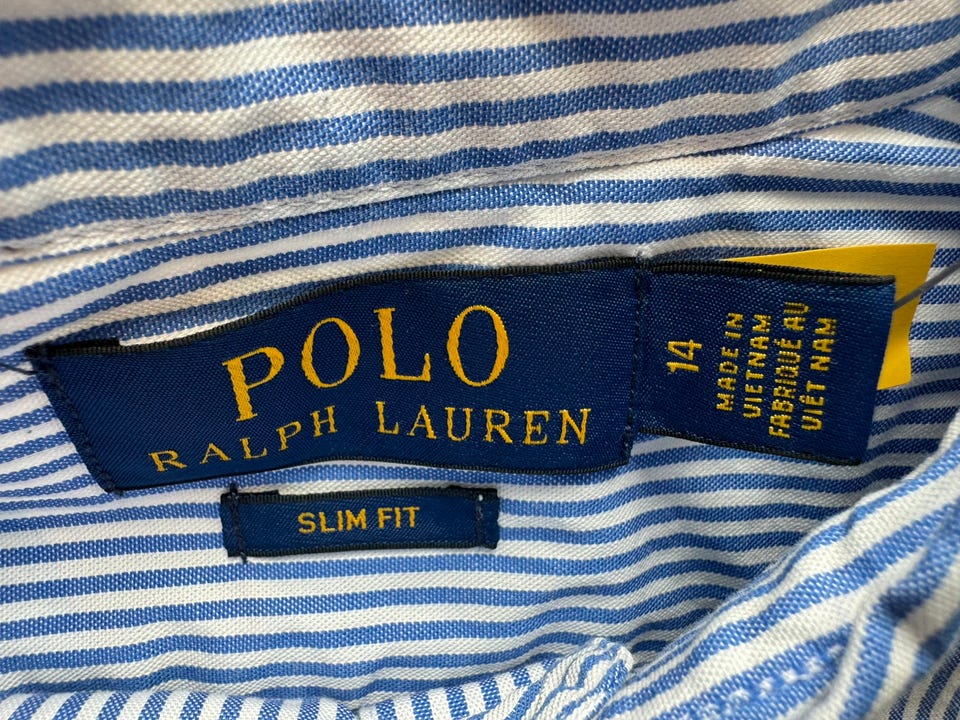 POLO
RALPH LAUREN
SLIM FIT
14
MADE IN
VIETNAM
FABRIQUÉ AU
VIÊT NAM